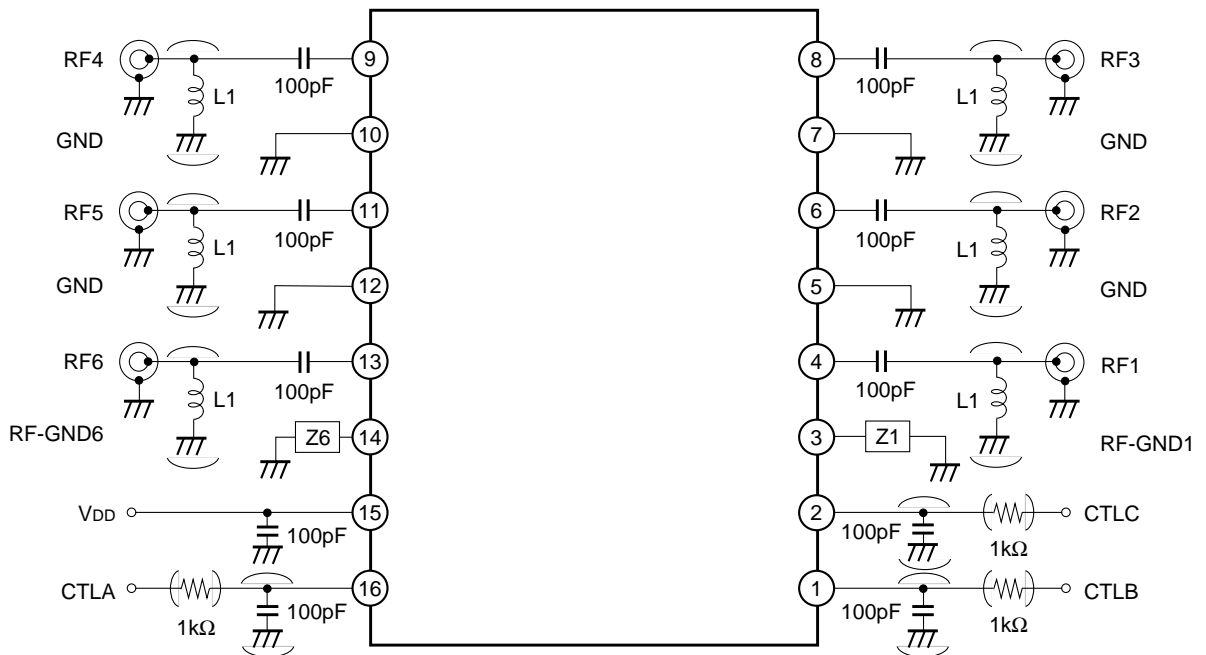 RF4
100pF
L1
9
8
100pF
L1
RF3
GND
10
7
GND
RF5
100pF
L1
11
6
100pF
L1
RF2
GND
12
5
GND
RF6
100pF
L1
13
4
100pF
L1
RF1
RF-GND6
Z6
14
3
Z1
RF-GND1
VDD
100pF
15
2
100pF
1kΩ
CTLC
CTLA
1kΩ
100pF
16
1
100pF
1kΩ
CTLB